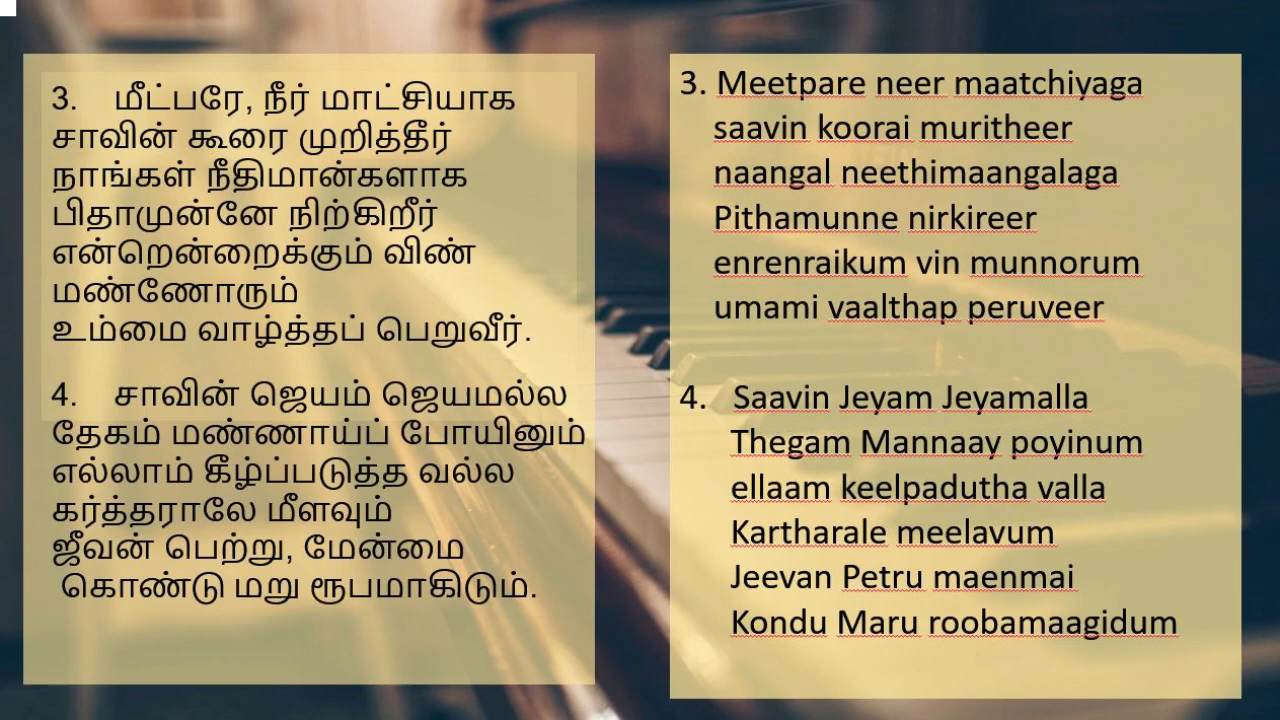 3. மீட்பரே, நீர் மாட்சியாக
சாவின் கூரை முறித்தீர்
நாங்கள் நீதிமான்களாக
பிதாமுன்னே நிற்கிறீர்
என்றென்றைக்கும் விண்
மண்ணோரும்
உம்மை வாழ்த்தப் பெறுவீர்.
4. சாவின் ஜெயம் ஜெயமல்ல
தேகம் மண்ணாய்ப் போயினும்
எல்லாம் கீழ்ப்படுத்த வல்ல
கர்த்தராலே மீளவும்
ஜீவன் பெற்று, மேன்மை
கொண்டு மறு ரூபமாகிடும்.
3. Meetpare neer maatchiyaga
saavin koorai muritheer
naangal neethimaangalaga
Pithamunne nirkireer
enrenraikum vin munnorum
umami vaalthap peruveer
4. Saavin Jeyam Jeyamalla
Thegam Mannaay poyinum
ellaam keelpadutha valla
Kartharale meelavum
Jeevan Petru maenmai
Kondu Maru roobamaagidum